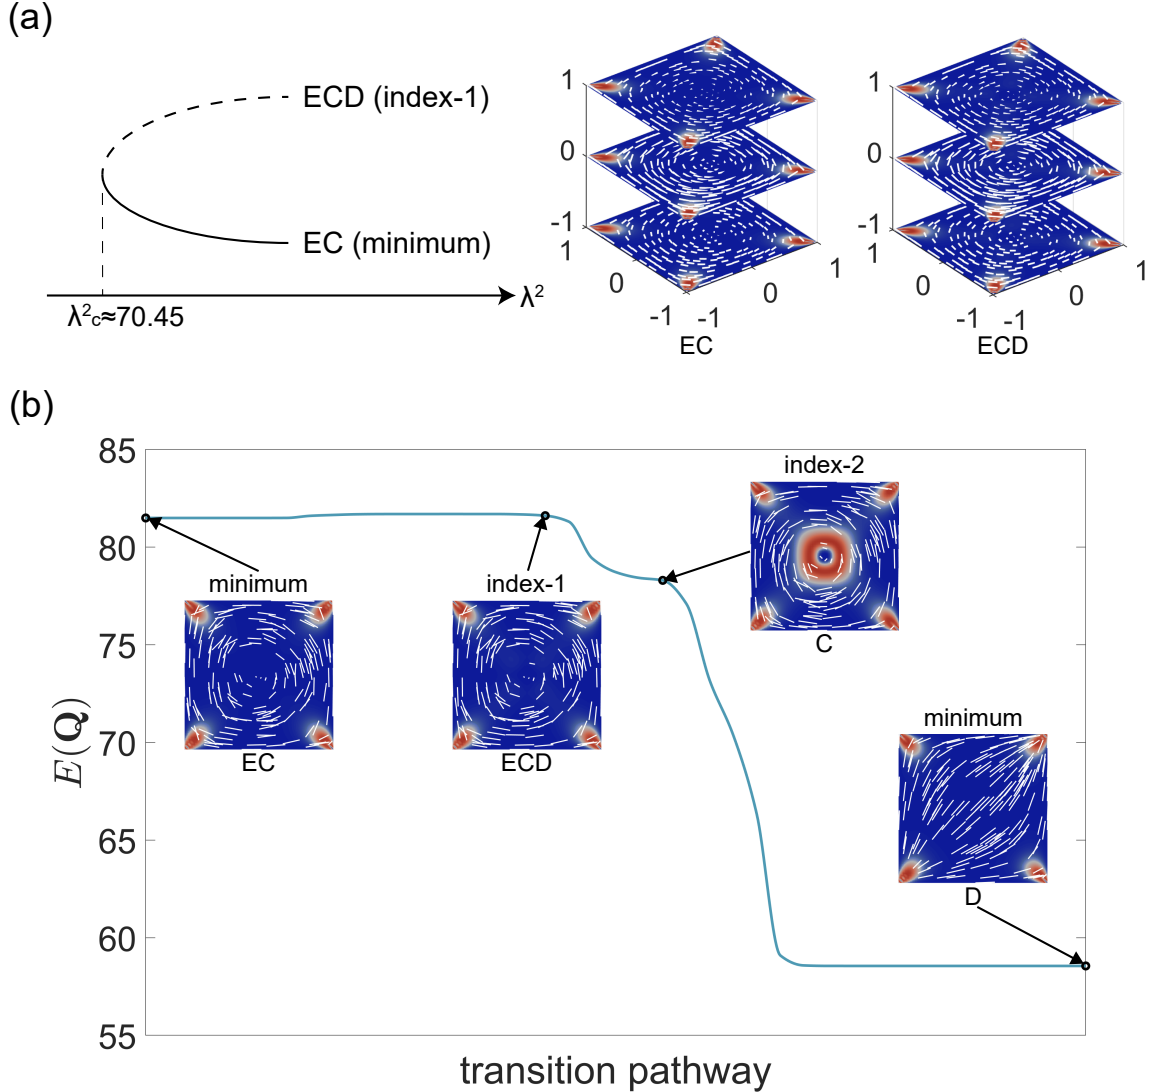 (a)
ECD (index-1)
EC (minimum)
λ²
λ²c≈70.45
1
0
-1
1
0
-1
-1
0
1
EC
1
0
-1
1
0
-1
-1
0
1
ECD
(b)
85
80
75
70
65
60
55
E(Q)
minimum
EC
index-1
ECD
index-2
C
minimum
D
transition pathway